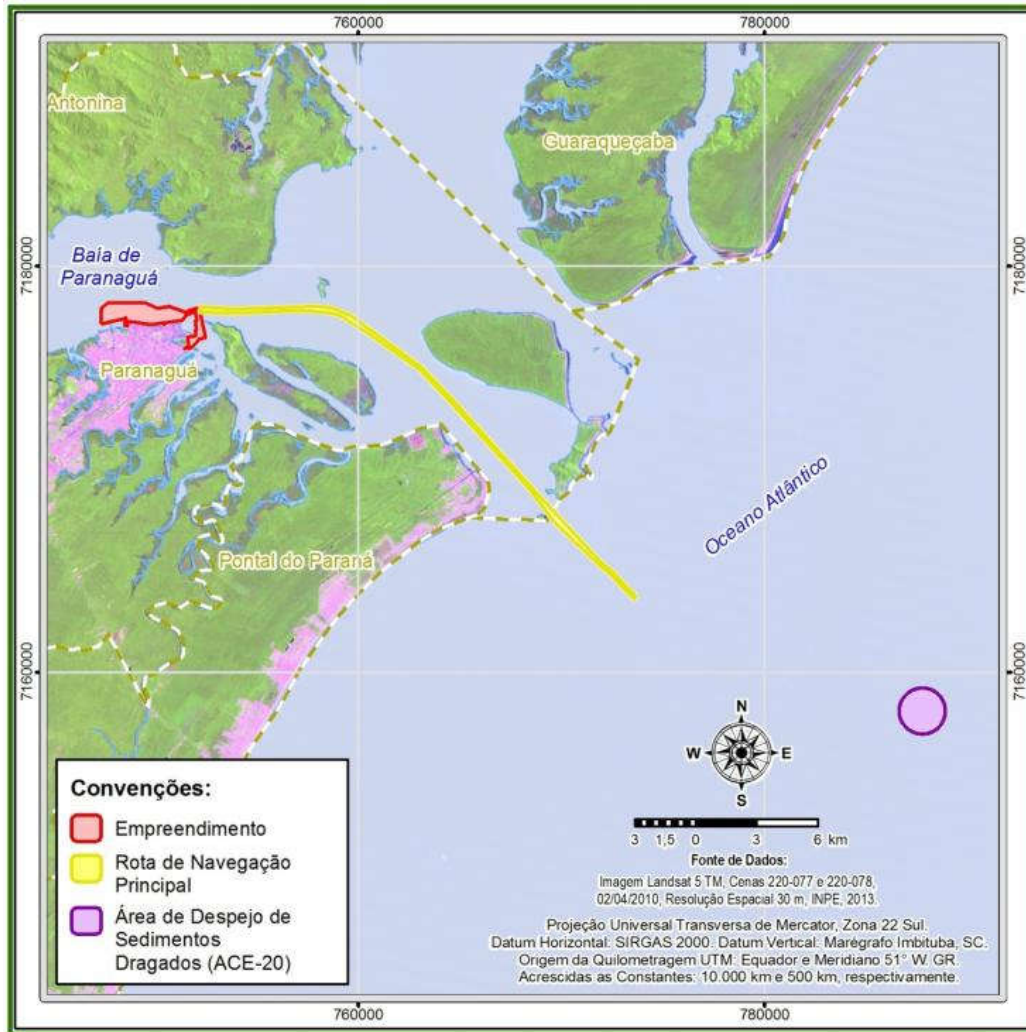 760000
780000
Antonina
Guaraqueçaba
Baía de
Paranaguá
7180000
7180000
Paranaguá
Oceano Atlântico
Pontal do Paraná
7160000
7160000
N
W
E
S
3 1,5 0 3 6 km
Fonte de Dados:
Imagem Landsat 5 TM, Cenas 220-077 e 220-078,
02/04/2010, Resolução Espacial 30 m, INPE, 2013.
Projeção Universal Transversa de Mercator, Zona 22 Sul.
Datum Horizontal: SIRGAS 2000. Datum Vertical: Marégrafo Imbituba, SC.
Origem da Quilometragem UTM: Equador e Meridiano 51° W. GR.
Acrescidas as Constantes: 10.000 km e 500 km, respectivamente.
Convenções:
Empreendimento
Rota de Navegação
Principal
Área de Despejo de
Sedimentos
Dragados (ACE-20)
760000
780000